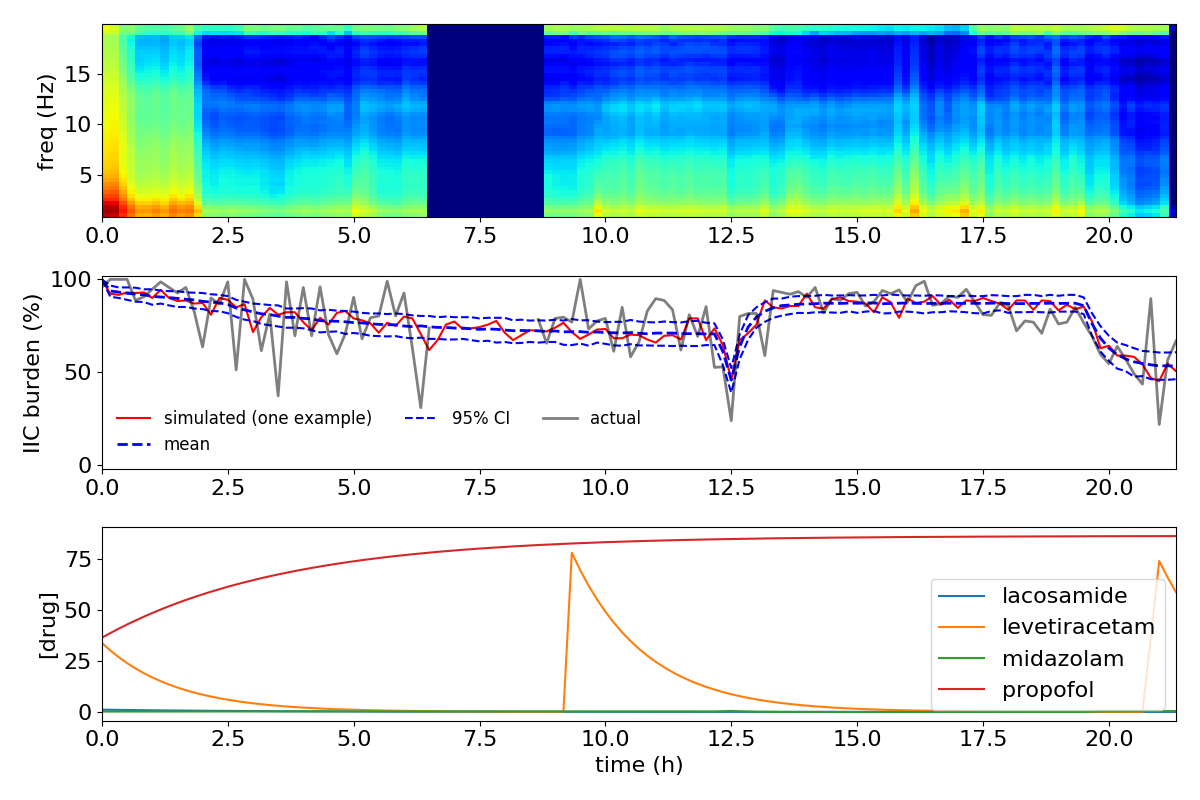 freq (Hz)
15
10
5
0.0 2.5 5.0 7.5 10.0 12.5 15.0 17.5 20.0
IIC burden (%)
100
50
0
simulated (one example) 95% CI actual
mean
0.0 2.5 5.0 7.5 10.0 12.5 15.0 17.5 20.0
[drug]
75
50
25
0
lacosamide
levetiracetam
midazolam
propofol
0.0 2.5 5.0 7.5 10.0 12.5 15.0 17.5 20.0
time (h)